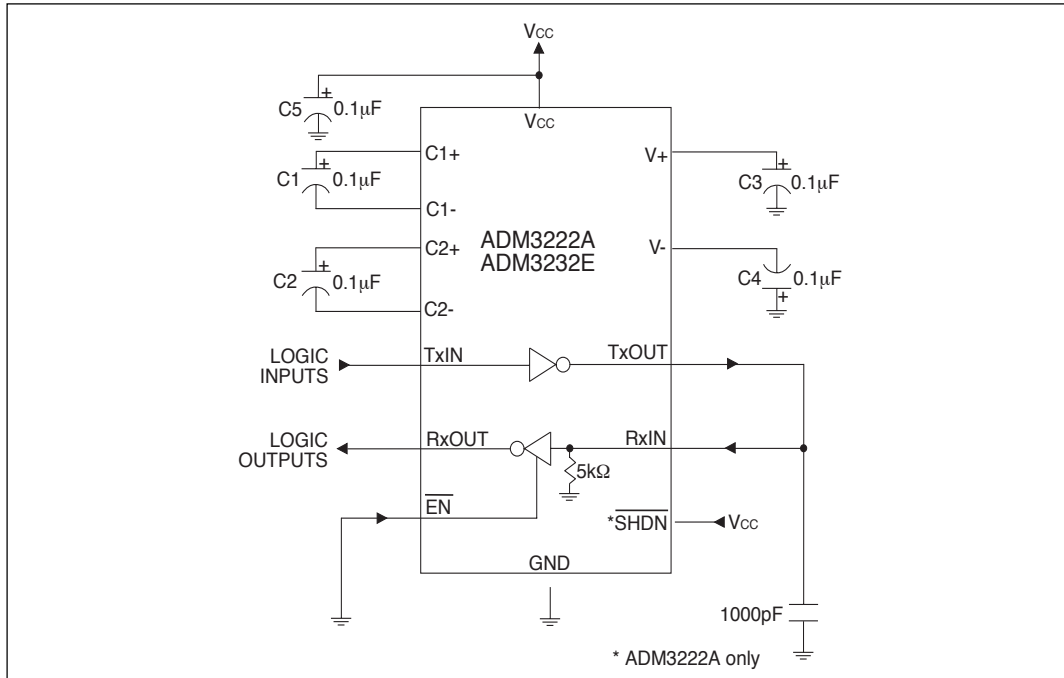 VCC
+
C5 0.1µF
VCC
C1+ V+
+
C1 0.1µF
+
C3 0.1µF
C1-
ADM3222A
ADM3232E
C2+ V-
+
C2 0.1µF
C4 0.1µF
+
C2-
LOGIC
INPUTS
TxIN TxOUT
LOGIC
OUTPUTS
RxOUT RxIN
5kΩ
EN
*SHDN VCC
GND
1000pF
* ADM3222A only